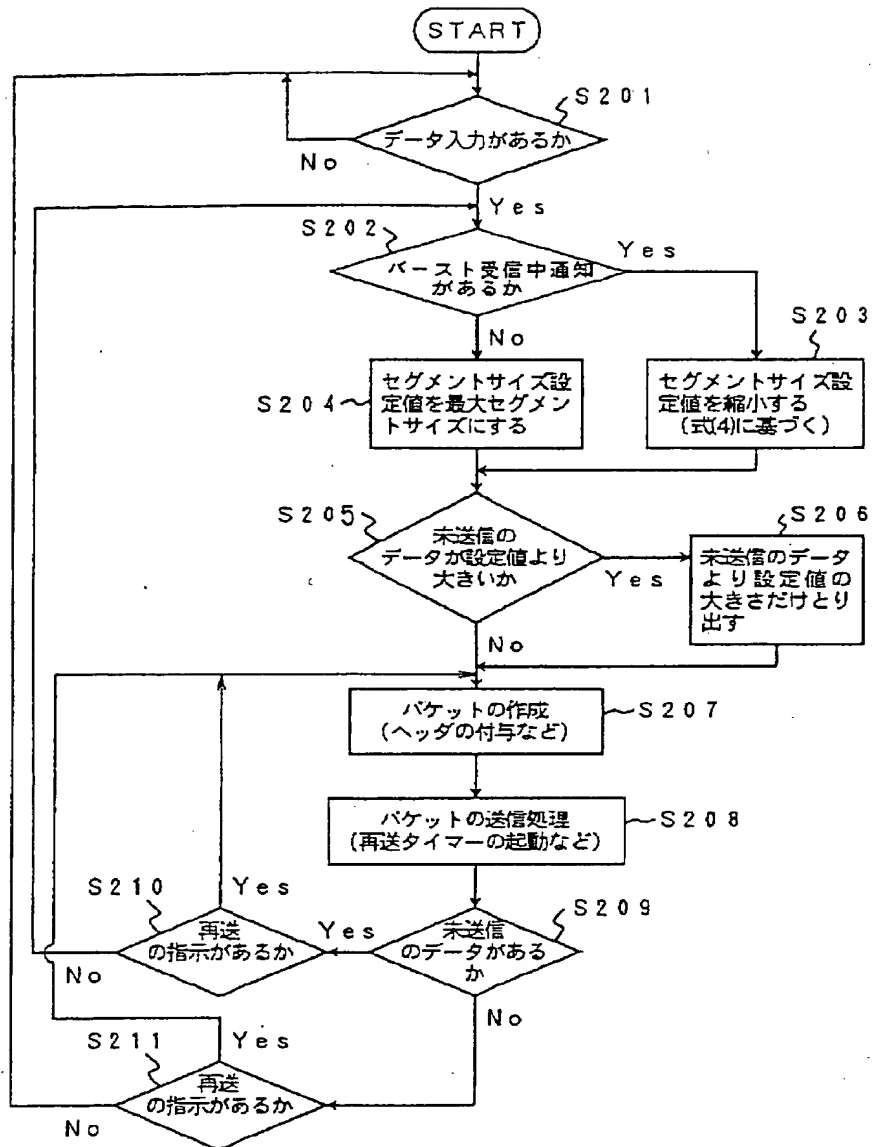 START
S201
データ入力があるか
No
Yes
S202
バースト受信中通知
があるか
Yes
No
S203
セグメントサイズ設
定値を縮小する
(式(4)に基づく)
S204
セグメントサイズ設
定値を最大セグメン
トサイズにする
S205
未送信の
データが設定値より
大きいか
Yes
No
S206
未送信のデータ
より設定値の
大きさだけとり
出す
パケットの作成
(ヘッダの付与など)
S207
パケットの送信処理
(再送タイマーの起動など)
S208
S209
未送信
のデータがある
か
Yes
No
S210
再送
の指示があるか
Yes
No
S211
再送
の指示があるか
Yes
No